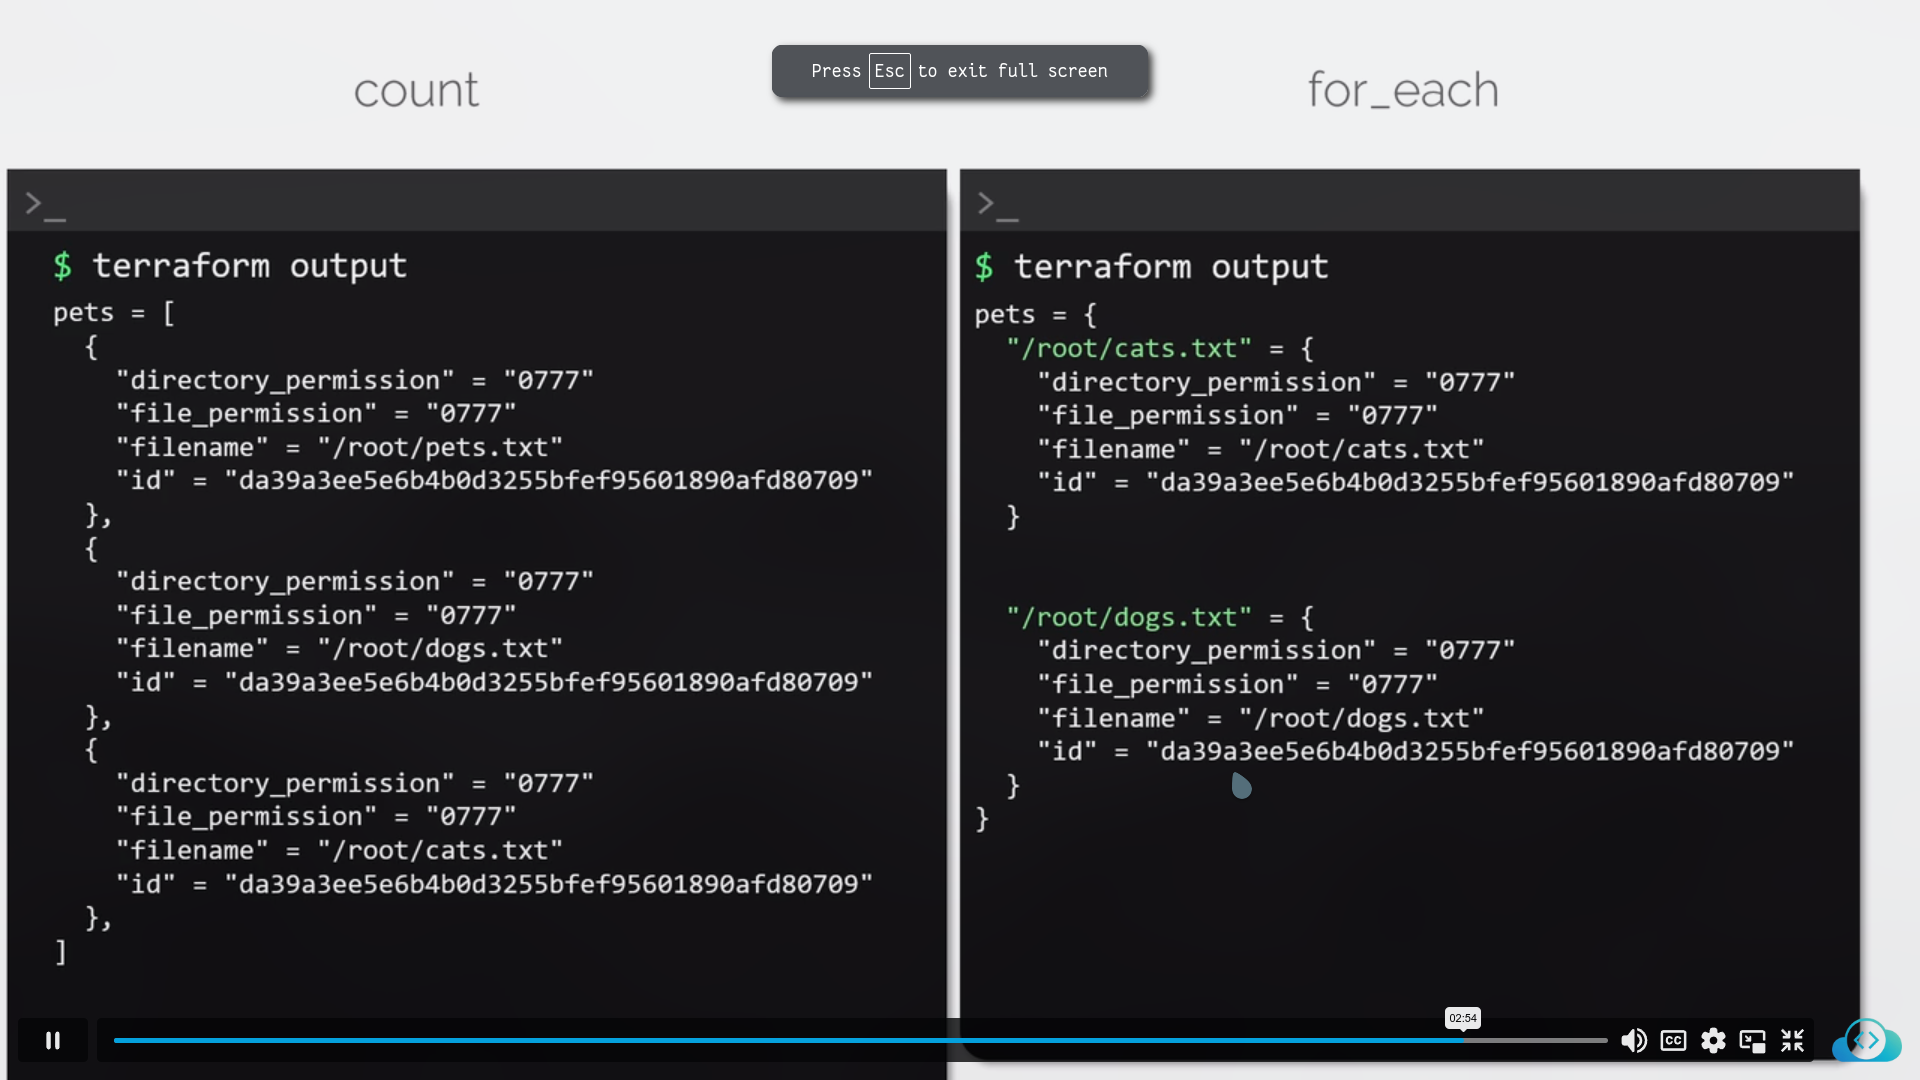 Press Esc to exit full screen
count
for_each
>_
$ terraform output
pets = [
{
"directory_permission" = "0777"
"file_permission" = "0777"
"filename" = "/root/pets.txt"
"id" = "da39a3ee5e6b4b0d3255bfef95601890afd80709"
},
{
"directory_permission" = "0777"
"file_permission" = "0777"
"filename" = "/root/dogs.txt"
"id" = "da39a3ee5e6b4b0d3255bfef95601890afd80709"
},
{
"directory_permission" = "0777"
"file_permission" = "0777"
"filename" = "/root/cats.txt"
"id" = "da39a3ee5e6b4b0d3255bfef95601890afd80709"
},
]
>_
$ terraform output
pets = {
"/root/cats.txt" = {
"directory_permission" = "0777"
"file_permission" = "0777"
"filename" = "/root/cats.txt"
"id" = "da39a3ee5e6b4b0d3255bfef95601890afd80709"
}
"/root/dogs.txt" = {
"directory_permission" = "0777"
"file_permission" = "0777"
"filename" = "/root/dogs.txt"
"id" = "da39a3ee5e6b4b0d3255bfef95601890afd80709"
}
}
02:54
CC